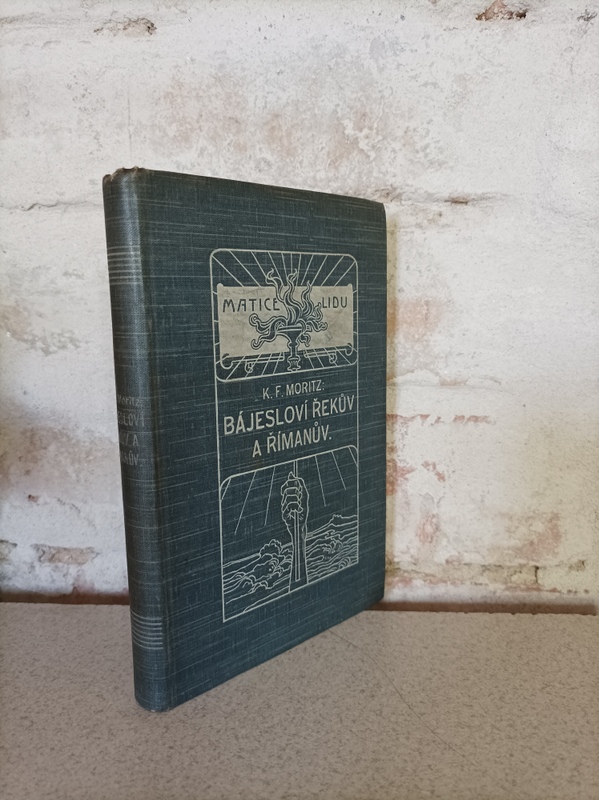 MATICE LIDU
K. F. MORITZ:
BÁJESLOVÍ ŘEKŮV
A ŘÍMANŮV.